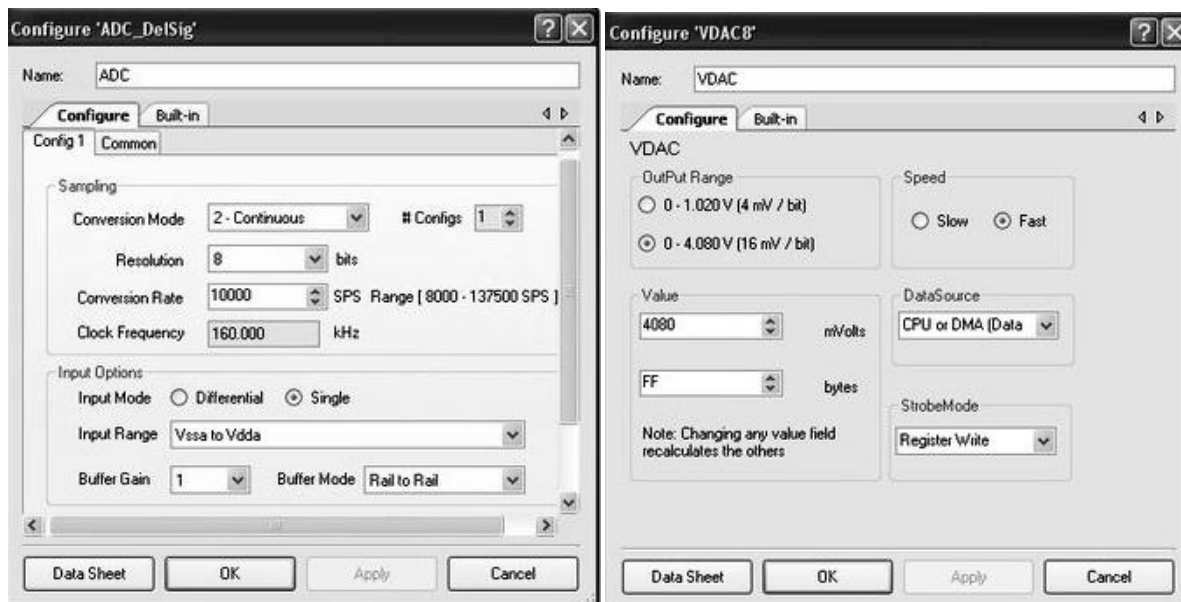 Configure 'ADC_DelSig'
Name: ADC
Configure Built-in
Config 1 Common
Sampling
Conversion Mode 2 - Continuous # Configs 1
Resolution 8 bits
Conversion Rate 10000 SPS Range [ 8000 - 137500 SPS ]
Clock Frequency 160.000 kHz
Input Options
Input Mode Differential Single
Input Range Vssa to Vdda
Buffer Gain 1 Buffer Mode Rail to Rail
Data Sheet OK Apply Cancel
Configure 'VDAC8'
Name: VDAC
Configure Built-in
VDAC
OutPut Range
0 - 1.020 V (4 mV / bit)
0 - 4.080 V (16 mV / bit)
Speed
Slow Fast
Value
4080 mVolts
FF bytes
Note: Changing any value field
recalculates the others
DataSource
CPU or DMA (Data
StrobeMode
Register Write
Data Sheet OK Apply Cancel